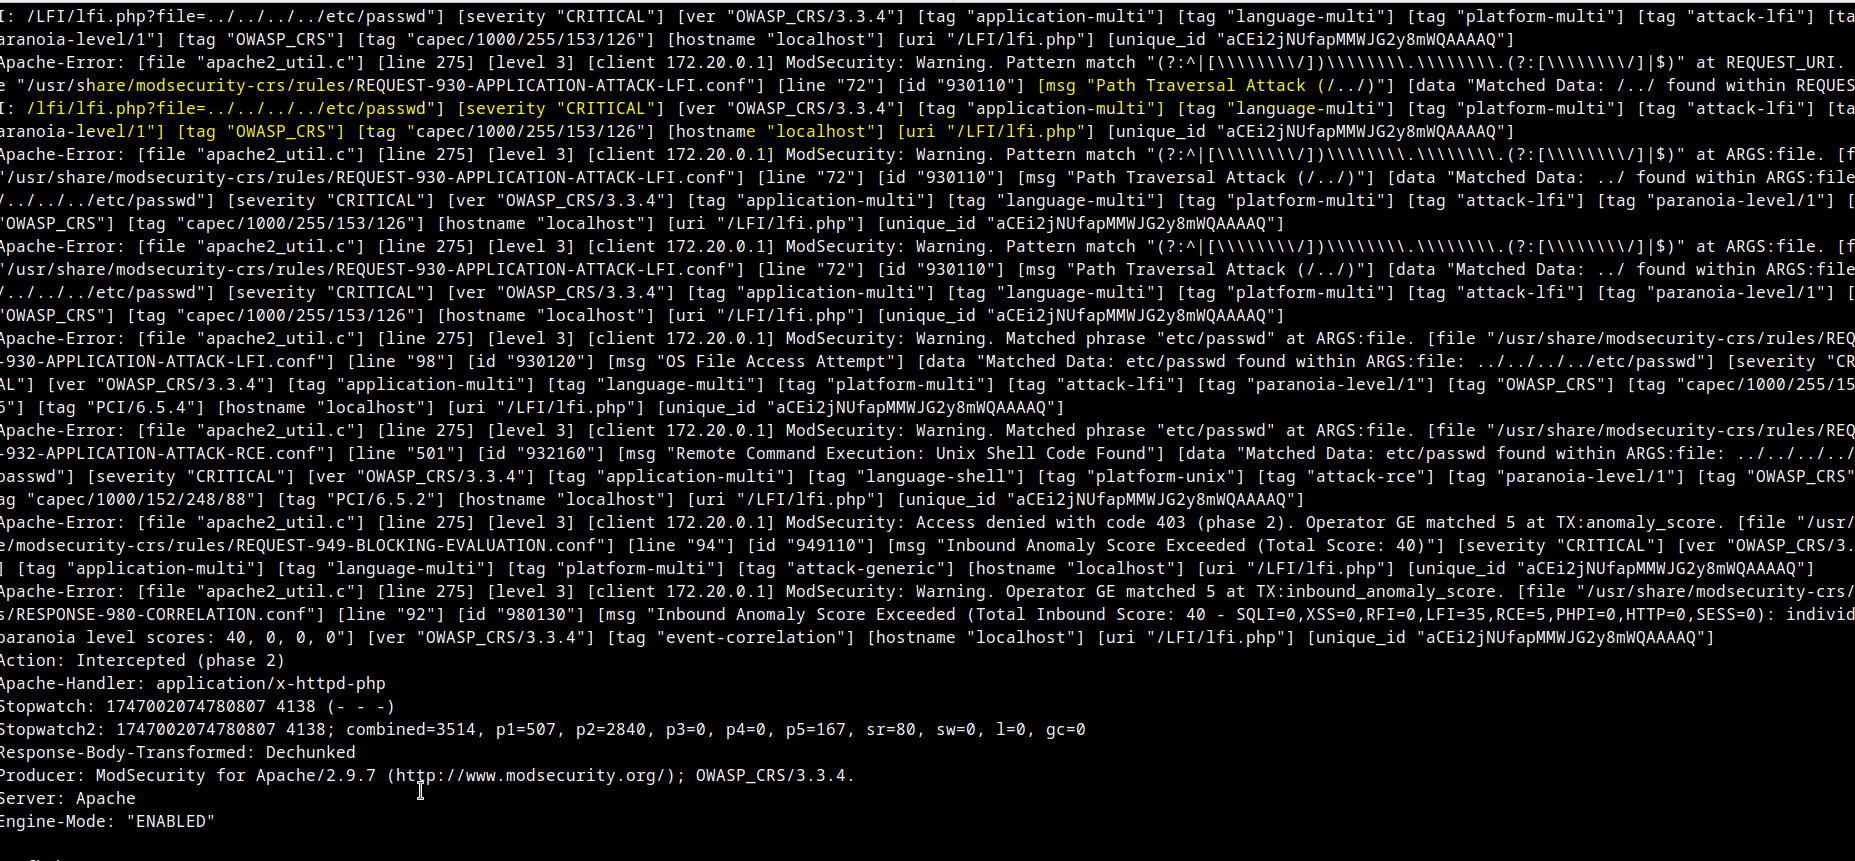 I: /LFI/lfi.php?file=../../../../etc/passwd"] [severity "CRITICAL"] [ver "OWASP_CRS/3.3.4"] [tag "application-multi"] [tag "language-multi"] [tag "platform-multi"] [tag "attack-lfi"] [ta
aranoia-level/1"] [tag "OWASP_CRS"] [tag "capec/1000/255/153/126"] [hostname "localhost"] [uri "/LFI/lfi.php"] [unique_id "aCEi2jNUfapMMWJG2y8mWQAAAAQ"]
Apache-Error: [file "apache2_util.c"] [line 275] [level 3] [client 172.20.0.1] ModSecurity: Warning. Pattern match "(?:^|[\\\\\\\\/])\\\\\\\\.\\\\\\\\.(?:[\\\\\\\\/]|$)" at REQUEST_URI.
e "/usr/share/modsecurity-crs/rules/REQUEST-930-APPLICATION-ATTACK-LFI.conf"] [line "72"] [id "930110"] [msg "Path Traversal Attack (/../)"] [data "Matched Data: /../ found within REQUES
I: /lfi/lfi.php?file=../../../../etc/passwd"] [severity "CRITICAL"] [ver "OWASP_CRS/3.3.4"] [tag "application-multi"] [tag "language-multi"] [tag "platform-multi"] [tag "attack-lfi"] [ta
aranoia-level/1"] [tag "OWASP_CRS"] [tag "capec/1000/255/153/126"] [hostname "localhost"] [uri "/LFI/lfi.php"] [unique_id "aCEi2jNUfapMMWJG2y8mWQAAAAQ"]
Apache-Error: [file "apache2_util.c"] [line 275] [level 3] [client 172.20.0.1] ModSecurity: Warning. Pattern match "(?:^|[\\\\\\\\/])\\\\\\\\.\\\\\\\\.(?:[\\\\\\\\/]|$)" at ARGS:file. [f
"/usr/share/modsecurity-crs/rules/REQUEST-930-APPLICATION-ATTACK-LFI.conf"] [line "72"] [id "930110"] [msg "Path Traversal Attack (/../)"] [data "Matched Data: ../ found within ARGS:file
/../../../etc/passwd"] [severity "CRITICAL"] [ver "OWASP_CRS/3.3.4"] [tag "application-multi"] [tag "language-multi"] [tag "platform-multi"] [tag "attack-lfi"] [tag "paranoia-level/1"] [
"OWASP_CRS"] [tag "capec/1000/255/153/126"] [hostname "localhost"] [uri "/LFI/lfi.php"] [unique_id "aCEi2jNUfapMMWJG2y8mWQAAAAQ"]
Apache-Error: [file "apache2_util.c"] [line 275] [level 3] [client 172.20.0.1] ModSecurity: Warning. Pattern match "(?:^|[\\\\\\\\/])\\\\\\\\.\\\\\\\\.(?:[\\\\\\\\/]|$)" at ARGS:file. [f
"/usr/share/modsecurity-crs/rules/REQUEST-930-APPLICATION-ATTACK-LFI.conf"] [line "72"] [id "930110"] [msg "Path Traversal Attack (/../)"] [data "Matched Data: ../ found within ARGS:file
/../../../etc/passwd"] [severity "CRITICAL"] [ver "OWASP_CRS/3.3.4"] [tag "application-multi"] [tag "language-multi"] [tag "platform-multi"] [tag "attack-lfi"] [tag "paranoia-level/1"] [
"OWASP_CRS"] [tag "capec/1000/255/153/126"] [hostname "localhost"] [uri "/LFI/lfi.php"] [unique_id "aCEi2jNUfapMMWJG2y8mWQAAAAQ"]
Apache-Error: [file "apache2_util.c"] [line 275] [level 3] [client 172.20.0.1] ModSecurity: Warning. Matched phrase "etc/passwd" at ARGS:file. [file "/usr/share/modsecurity-crs/rules/REQ
-930-APPLICATION-ATTACK-LFI.conf"] [line "98"] [id "930120"] [msg "OS File Access Attempt"] [data "Matched Data: etc/passwd found within ARGS:file: ../../../../etc/passwd"] [severity "CR
AL"] [ver "OWASP_CRS/3.3.4"] [tag "application-multi"] [tag "language-multi"] [tag "platform-multi"] [tag "attack-lfi"] [tag "paranoia-level/1"] [tag "OWASP_CRS"] [tag "capec/1000/255/15
6"] [tag "PCI/6.5.4"] [hostname "localhost"] [uri "/LFI/lfi.php"] [unique_id "aCEi2jNUfapMMWJG2y8mWQAAAAQ"]
Apache-Error: [file "apache2_util.c"] [line 275] [level 3] [client 172.20.0.1] ModSecurity: Warning. Matched phrase "etc/passwd" at ARGS:file. [file "/usr/share/modsecurity-crs/rules/REQ
-932-APPLICATION-ATTACK-RCE.conf"] [line "501"] [id "932160"] [msg "Remote Command Execution: Unix Shell Code Found"] [data "Matched Data: etc/passwd found within ARGS:file: ../../../../
passwd"] [severity "CRITICAL"] [ver "OWASP_CRS/3.3.4"] [tag "application-multi"] [tag "language-shell"] [tag "platform-unix"] [tag "attack-rce"] [tag "paranoia-level/1"] [tag "OWASP_CRS"
ag "capec/1000/152/248/88"] [tag "PCI/6.5.2"] [hostname "localhost"] [uri "/LFI/lfi.php"] [unique_id "aCEi2jNUfapMMWJG2y8mWQAAAAQ"]
Apache-Error: [file "apache2_util.c"] [line 275] [level 3] [client 172.20.0.1] ModSecurity: Access denied with code 403 (phase 2). Operator GE matched 5 at TX:anomaly_score. [file "/usr/
e/modsecurity-crs/rules/REQUEST-949-BLOCKING-EVALUATION.conf"] [line "94"] [id "949110"] [msg "Inbound Anomaly Score Exceeded (Total Score: 40)"] [severity "CRITICAL"] [ver "OWASP_CRS/3.
] [tag "application-multi"] [tag "language-multi"] [tag "platform-multi"] [tag "attack-generic"] [hostname "localhost"] [uri "/LFI/lfi.php"] [unique_id "aCEi2jNUfapMMWJG2y8mWQAAAAQ"]
Apache-Error: [file "apache2_util.c"] [line 275] [level 3] [client 172.20.0.1] ModSecurity: Warning. Operator GE matched 5 at TX:inbound_anomaly_score. [file "/usr/share/modsecurity-crs/
s/RESPONSE-980-CORRELATION.conf"] [line "92"] [id "980130"] [msg "Inbound Anomaly Score Exceeded (Total Inbound Score: 40 - SQLI=0,XSS=0,RFI=0,LFI=35,RCE=5,PHPI=0,HTTP=0,SESS=0): individ
paranoia level scores: 40, 0, 0, 0"] [ver "OWASP_CRS/3.3.4"] [tag "event-correlation"] [hostname "localhost"] [uri "/LFI/lfi.php"] [unique_id "aCEi2jNUfapMMWJG2y8mWQAAAAQ"]
Action: Intercepted (phase 2)
Apache-Handler: application/x-httpd-php
Stopwatch: 1747002074780807 4138 (- - -)
Stopwatch2: 1747002074780807 4138; combined=3514, p1=507, p2=2840, p3=0, p4=0, p5=167, sr=80, sw=0, l=0, gc=0
Response-Body-Transformed: Dechunked
Producer: ModSecurity for Apache/2.9.7 (http://www.modsecurity.org/); OWASP_CRS/3.3.4.
Server: Apache
Engine-Mode: "ENABLED"